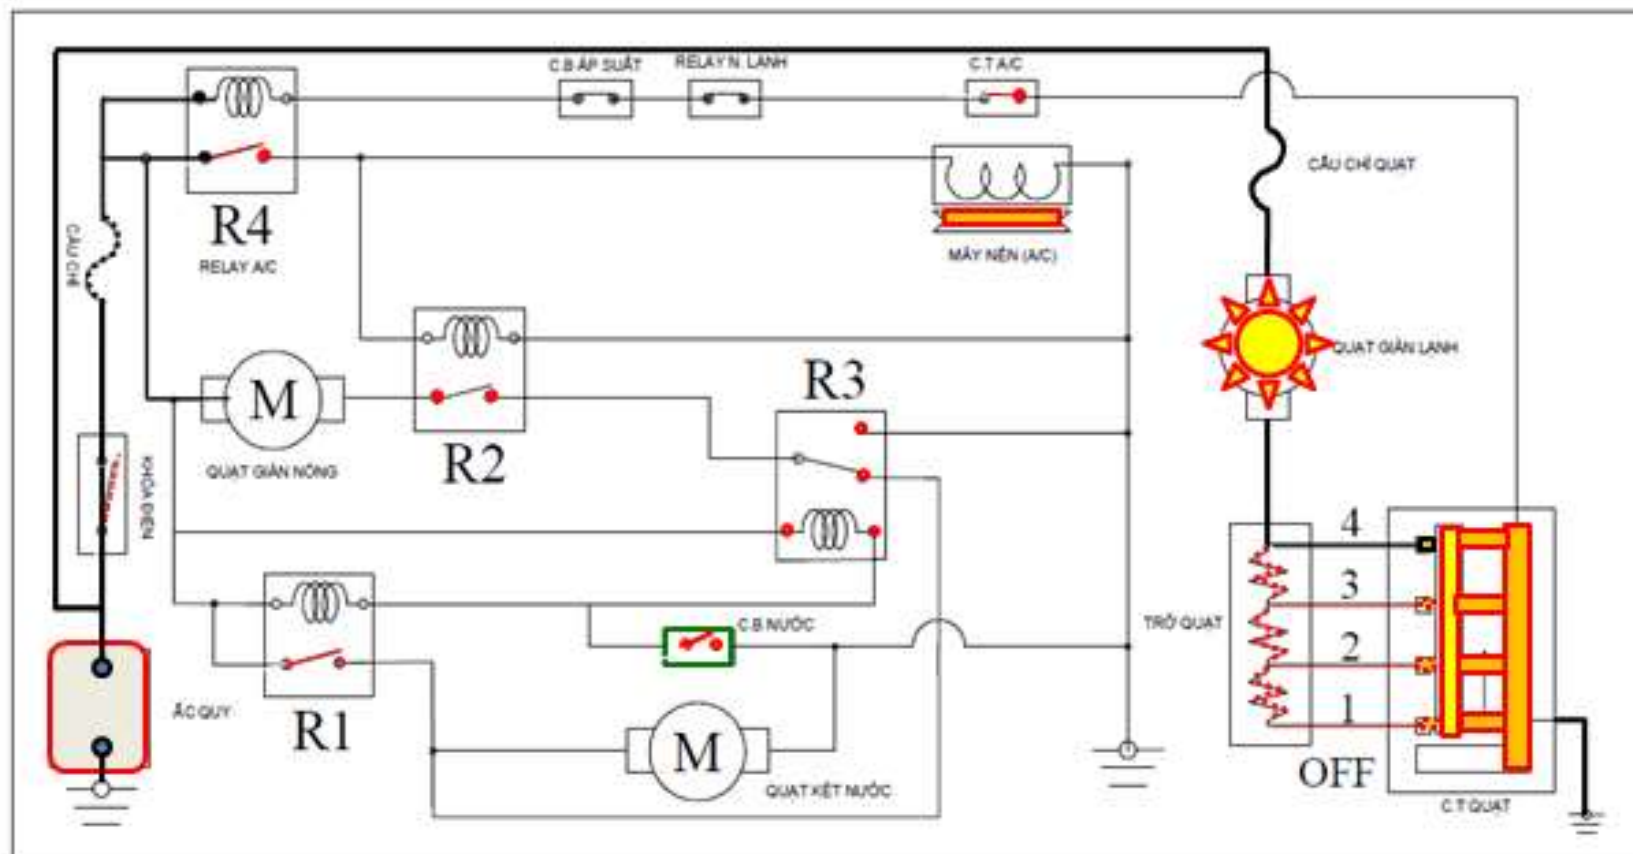 C.B ÁP SUẤT
RELAY N. LẠNH
C.T A/C
CẦU CHÌ QUẠT
R4
RELAY A/C
CẦU CHÌ
MÁY NÉN (A/C)
QUẠT GIÀN LẠNH
M
R3
QUẠT GIÀN NÓNG
R2
KHÓA ĐIỆN
4
3
C.B NƯỚC
TRỞ QUẠT
2
1
ẮC QUY
R1
M
QUẠT KÉT NƯỚC
OFF
C.T QUẠT